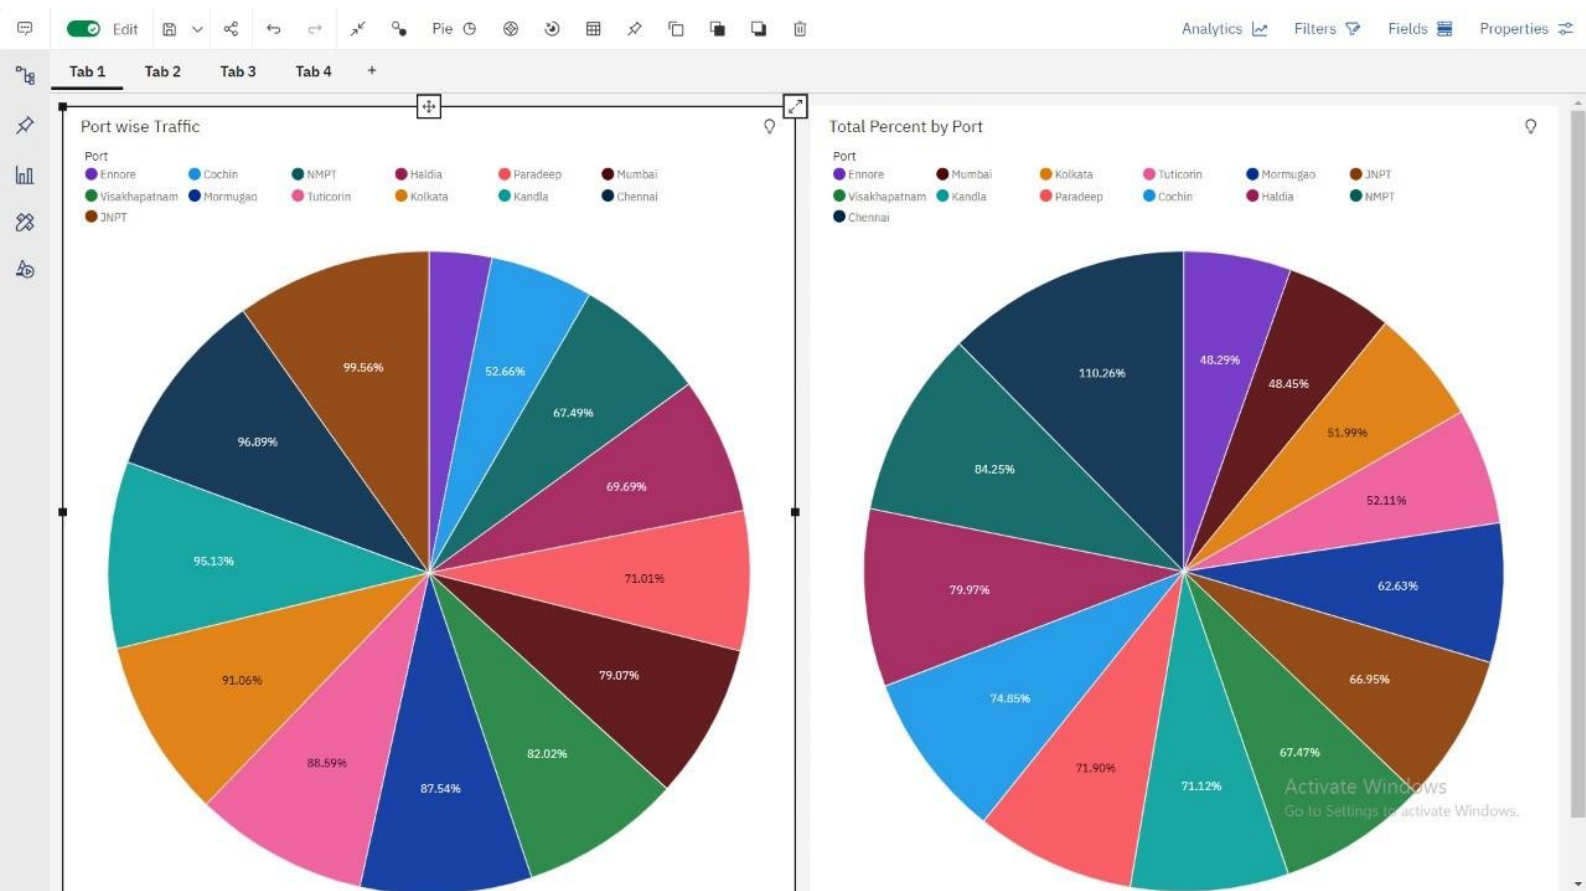 Edit Pie Analytics Filters Fields Properties
Tab 1 Tab 2 Tab 3 Tab 4 +
Port wise Traffic
Port
Ennore Cochin NMPT Haldia Paradeep Mumbai
Visakhapatnam Mormugao Tuticorin Kolkata Kandla Chennai
JNPT
52.66%
67.49%
69.69%
71.01%
79.07%
82.02%
87.54%
88.59%
91.06%
95.13%
96.89%
99.56%
Total Percent by Port
Port
Ennore Mumbai Kolkata Tuticorin Mormugao JNPT
Visakhapatnam Kandla Paradeep Cochin Haldia NMPT
Chennai
48.29%
48.45%
51.99%
52.11%
62.63%
66.95%
67.47%
71.12%
71.90%
74.85%
79.97%
84.25%
110.26%
Activate Windows
Go to Settings to activate Windows.